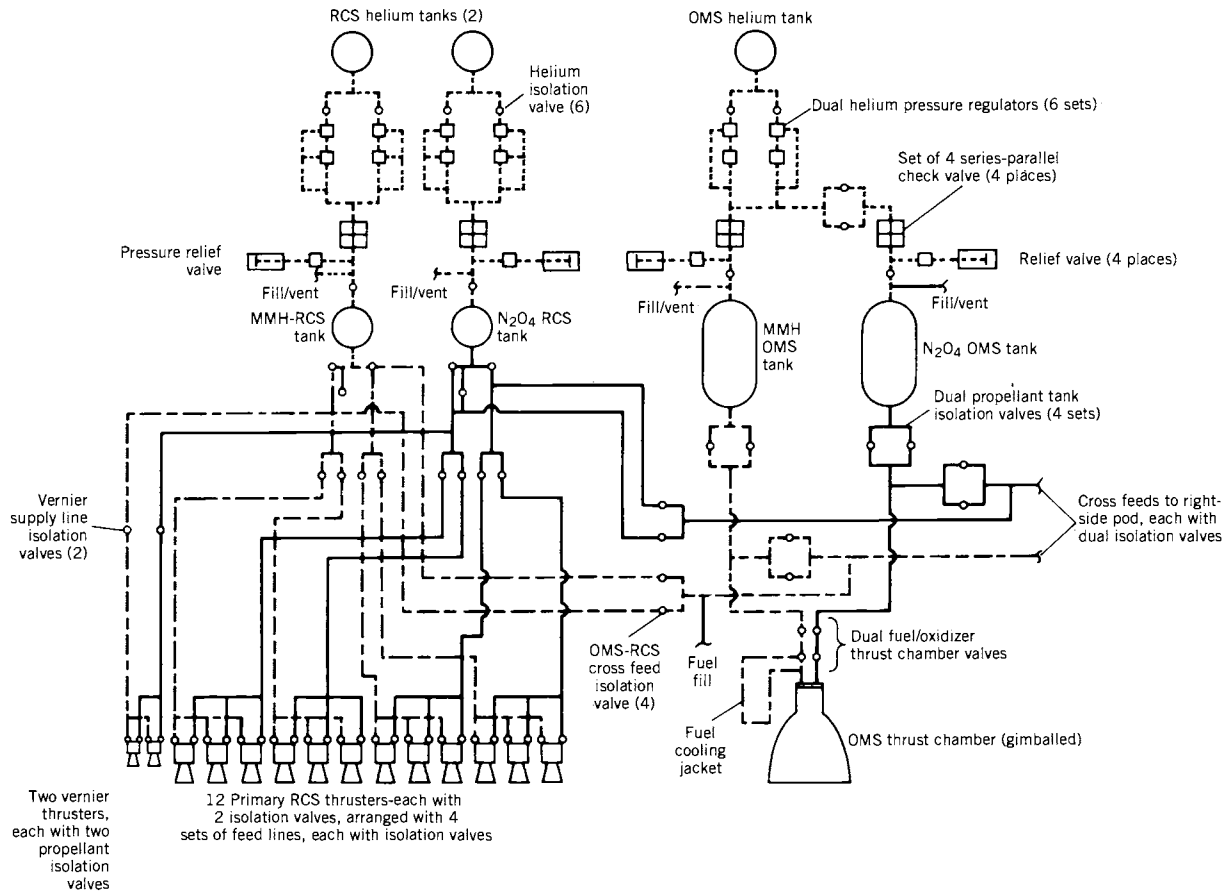 RCS helium tanks (2)
OMS helium tank
Helium
isolation
valve (6)
Dual helium pressure regulators (6 sets)
Set of 4 series-parallel
check valve (4 places)
Pressure relief
valve
Relief valve (4 places)
Fill/vent
Fill/vent
Fill/vent
Fill/vent
MMH-RCS
tank
N₂O₄ RCS
tank
MMH
OMS
tank
N₂O₄ OMS tank
Dual propellant tank
isolation valves (4 sets)
Vernier
supply line
isolation
valves (2)
Cross feeds to right-
side pod, each with
dual isolation valves
OMS-RCS
cross feed
isolation
valve (4)
Fuel
fill
Dual fuel/oxidizer
thrust chamber valves
Fuel
cooling
jacket
OMS thrust chamber (gimballed)
Two vernier
thrusters,
each with two
propellant
isolation
valves
12 Primary RCS thrusters-each with
2 isolation valves, arranged with 4
sets of feed lines, each with isolation valves